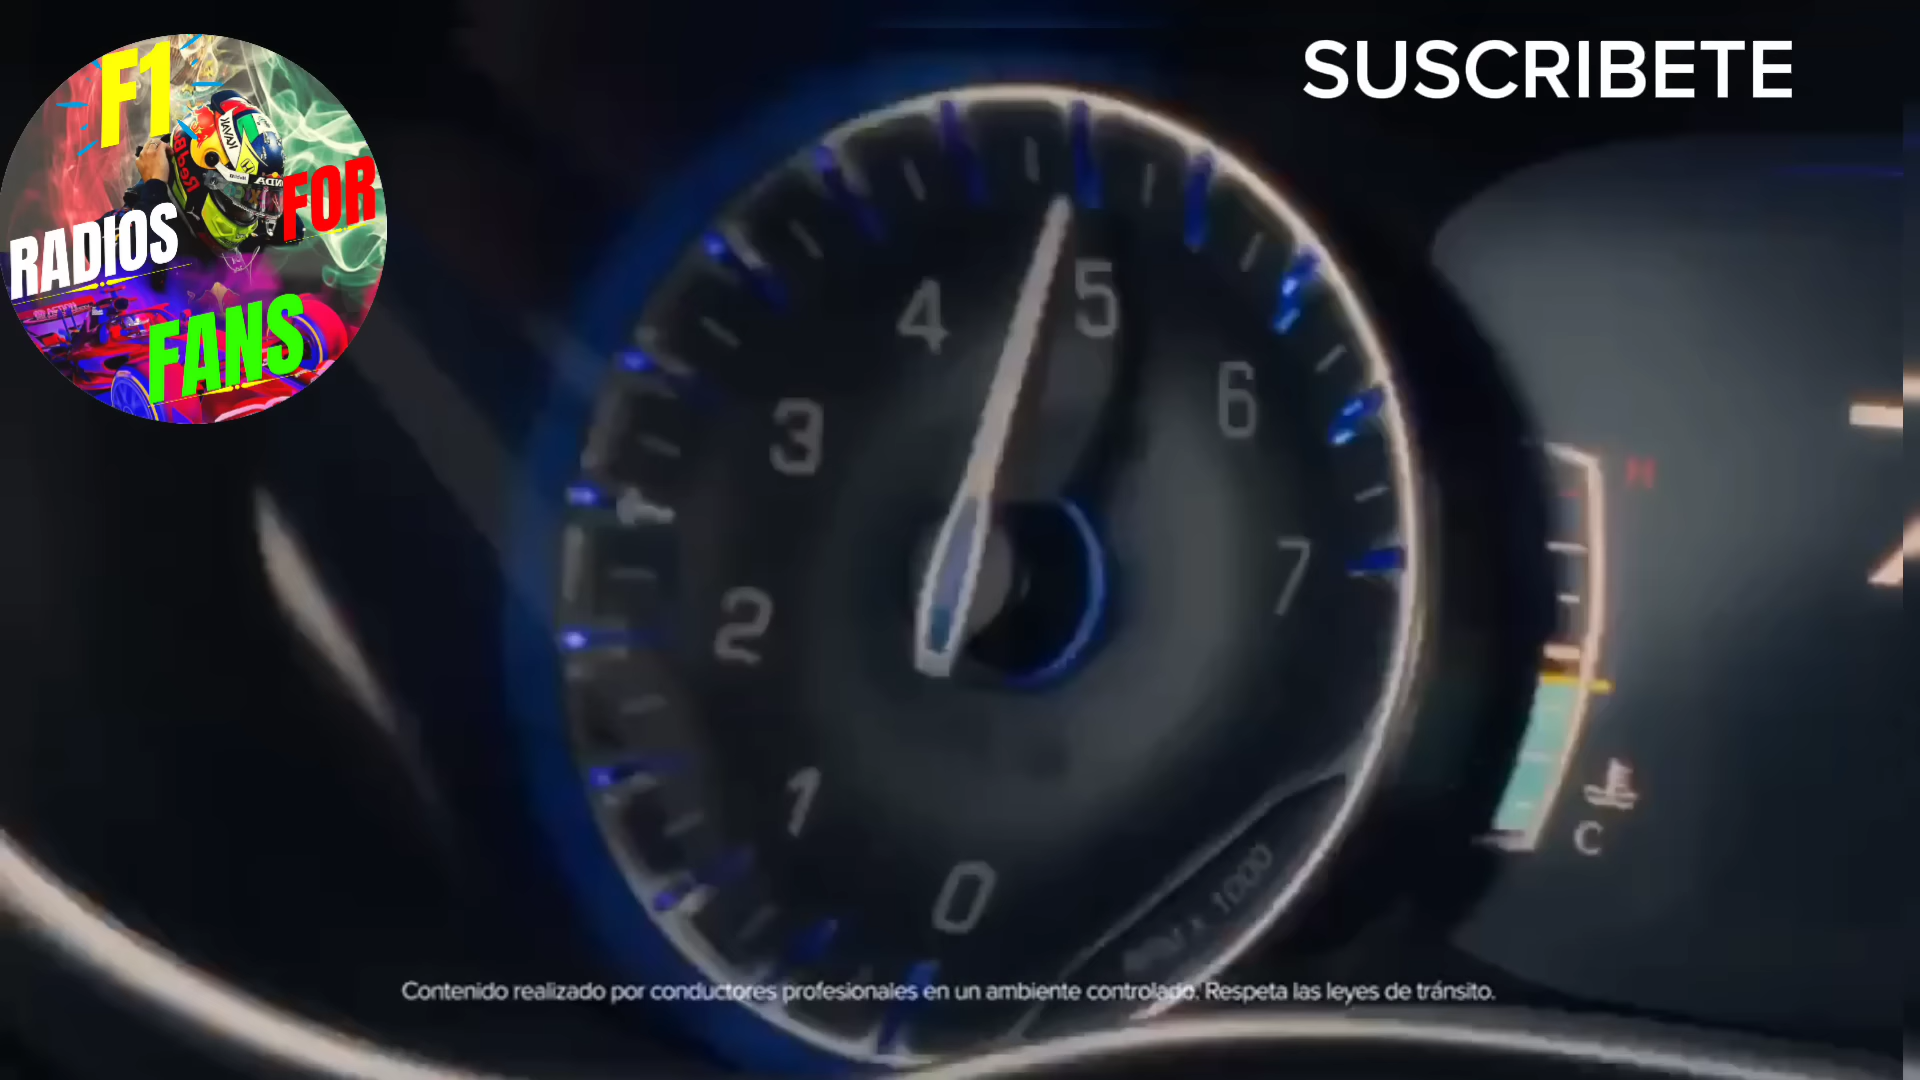 F1
SUSCRIBETE
FOR
RADIOS
FANS
4
5
3
6
2
7
1
0
H
C
x 1000
Contenido realizado por conductores profesionales en un ambiente controlado. Respeta las leyes de tránsito.